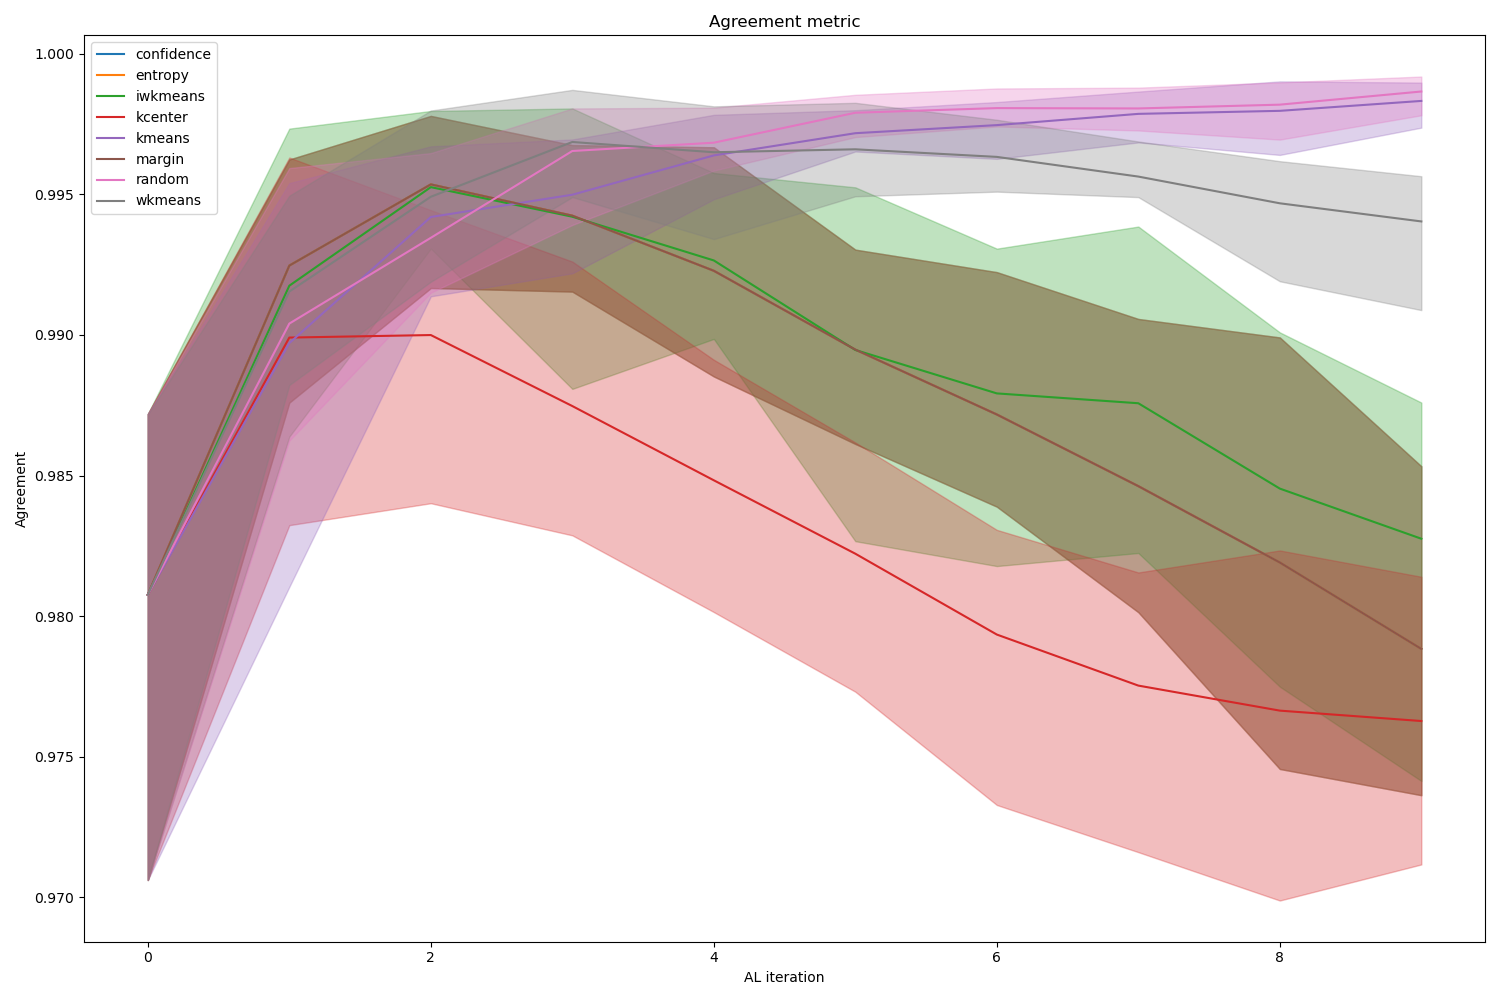 Agreement metric
1.000
0.995
0.990
0.985
0.980
0.975
0.970
Agreement
confidence
entropy
iwkmeans
kcenter
kmeans
margin
random
wkmeans
0 2 4 6 8
AL iteration